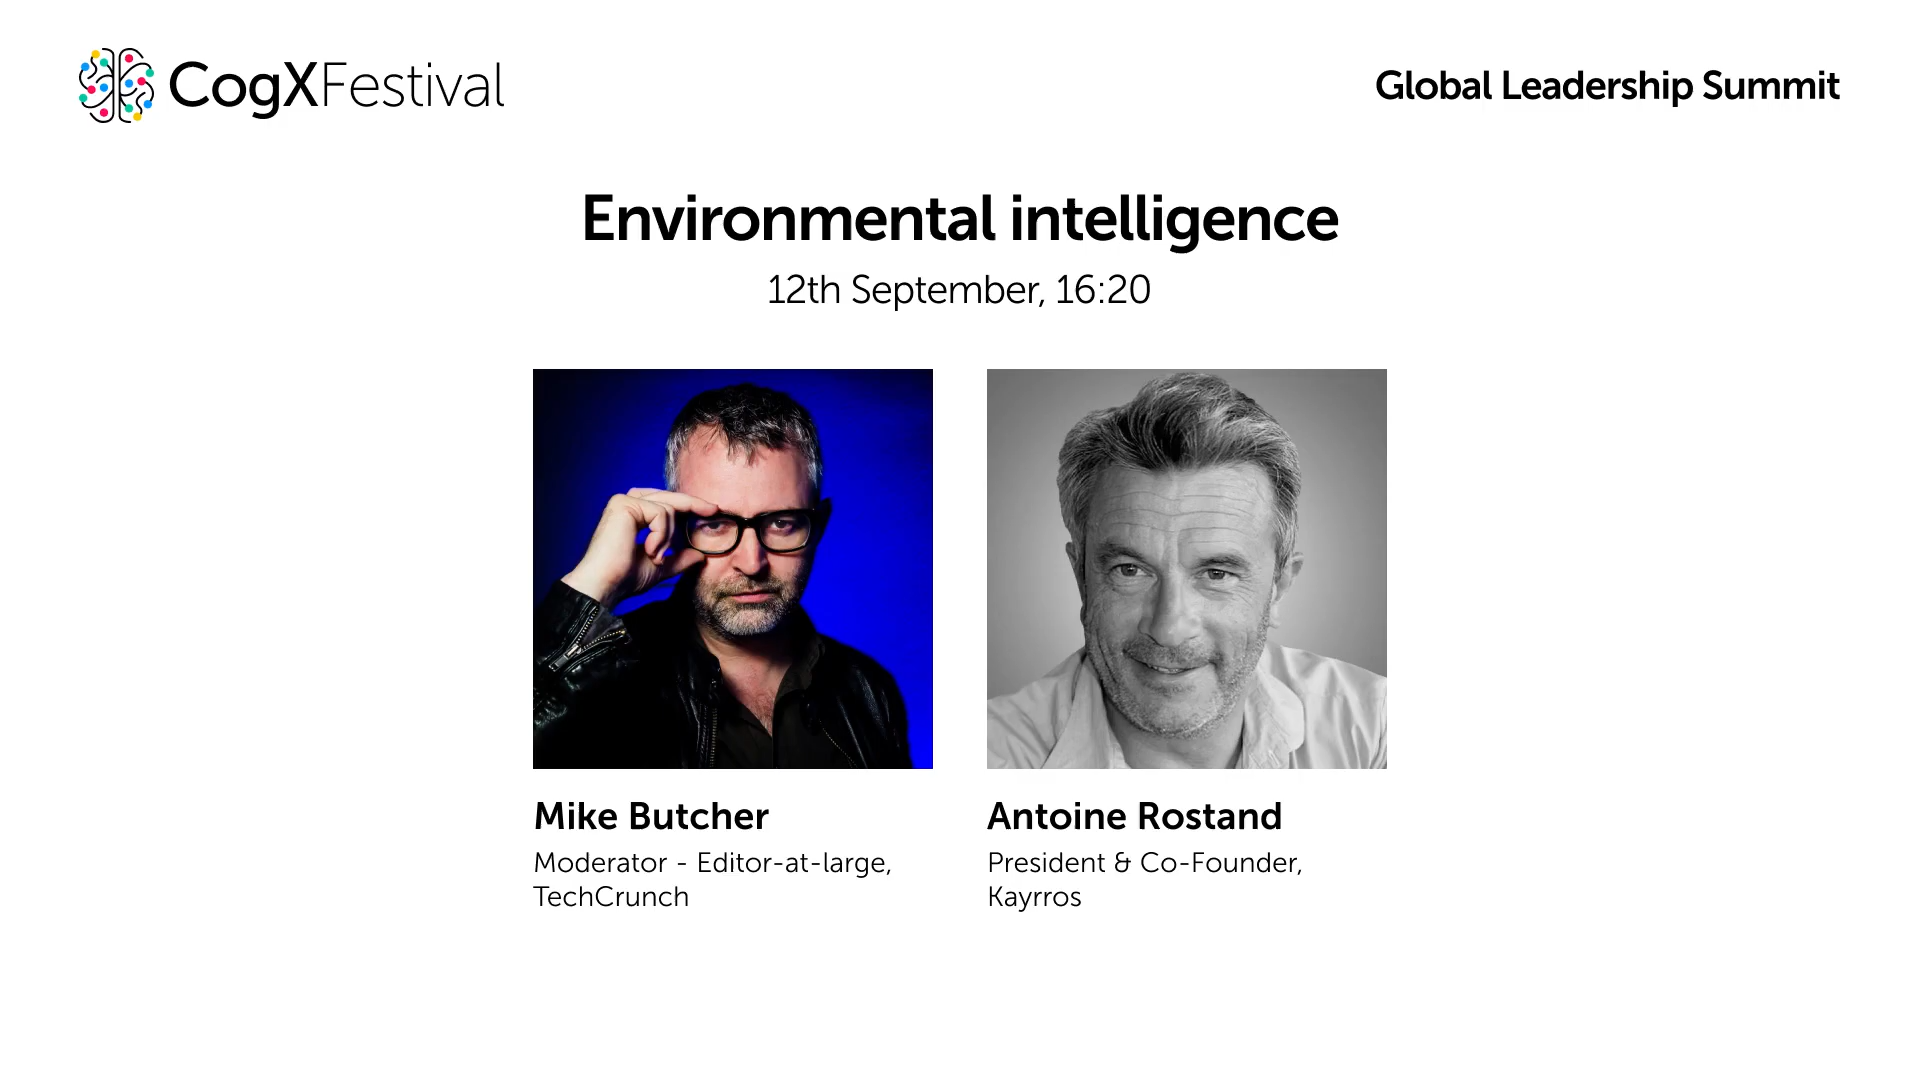 CogXFestival
Global Leadership Summit
Environmental intelligence
12th September, 16:20
Mike Butcher
Moderator - Editor-at-large,
TechCrunch
Antoine Rostand
President & Co-Founder,
Kayrros